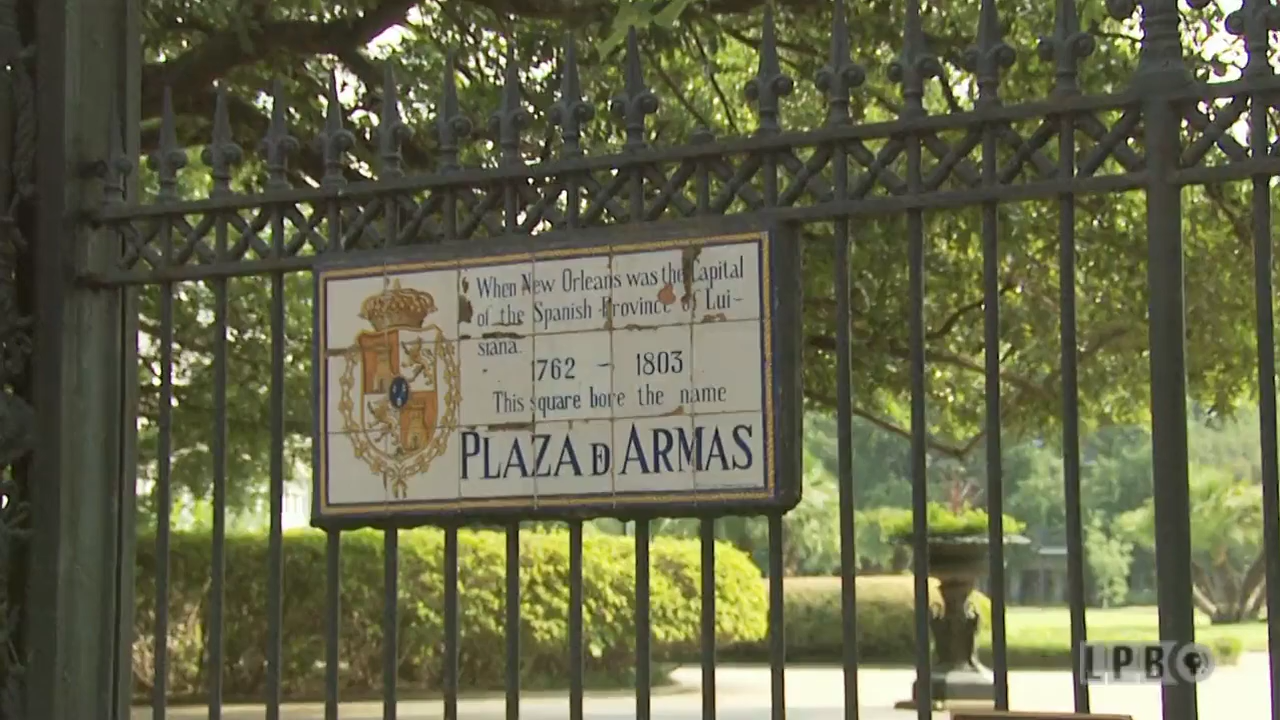 When New Orleans was the Capital
of the Spanish Province of Lui-
siana.
1762 - 1803
This square bore the name
PLAZA DE ARMAS
LPB